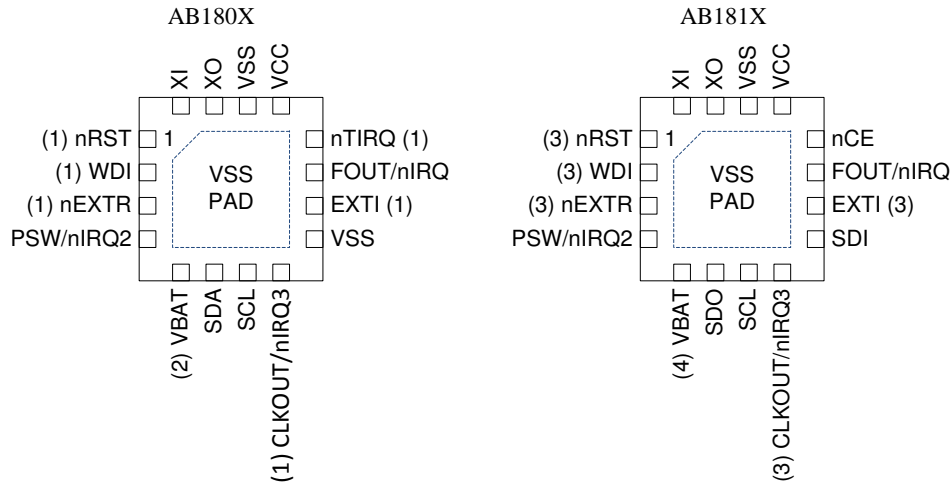 AB180X
XI
XO
VSS
VCC
(1) nRST
1
nTIRQ (1)
(1) WDI
FOUT/nIRQ
(1) nEXTR
EXTI (1)
PSW/nIRQ2
VSS
VSS
PAD
(2) VBAT
SDA
SCL
(1) CLKOUT/nIRQ3
AB181X
XI
XO
VSS
VCC
(3) nRST
1
nCE
(3) WDI
FOUT/nIRQ
(3) nEXTR
EXTI (3)
PSW/nIRQ2
SDI
VSS
PAD
(4) VBAT
SDO
SCL
(3) CLKOUT/nIRQ3